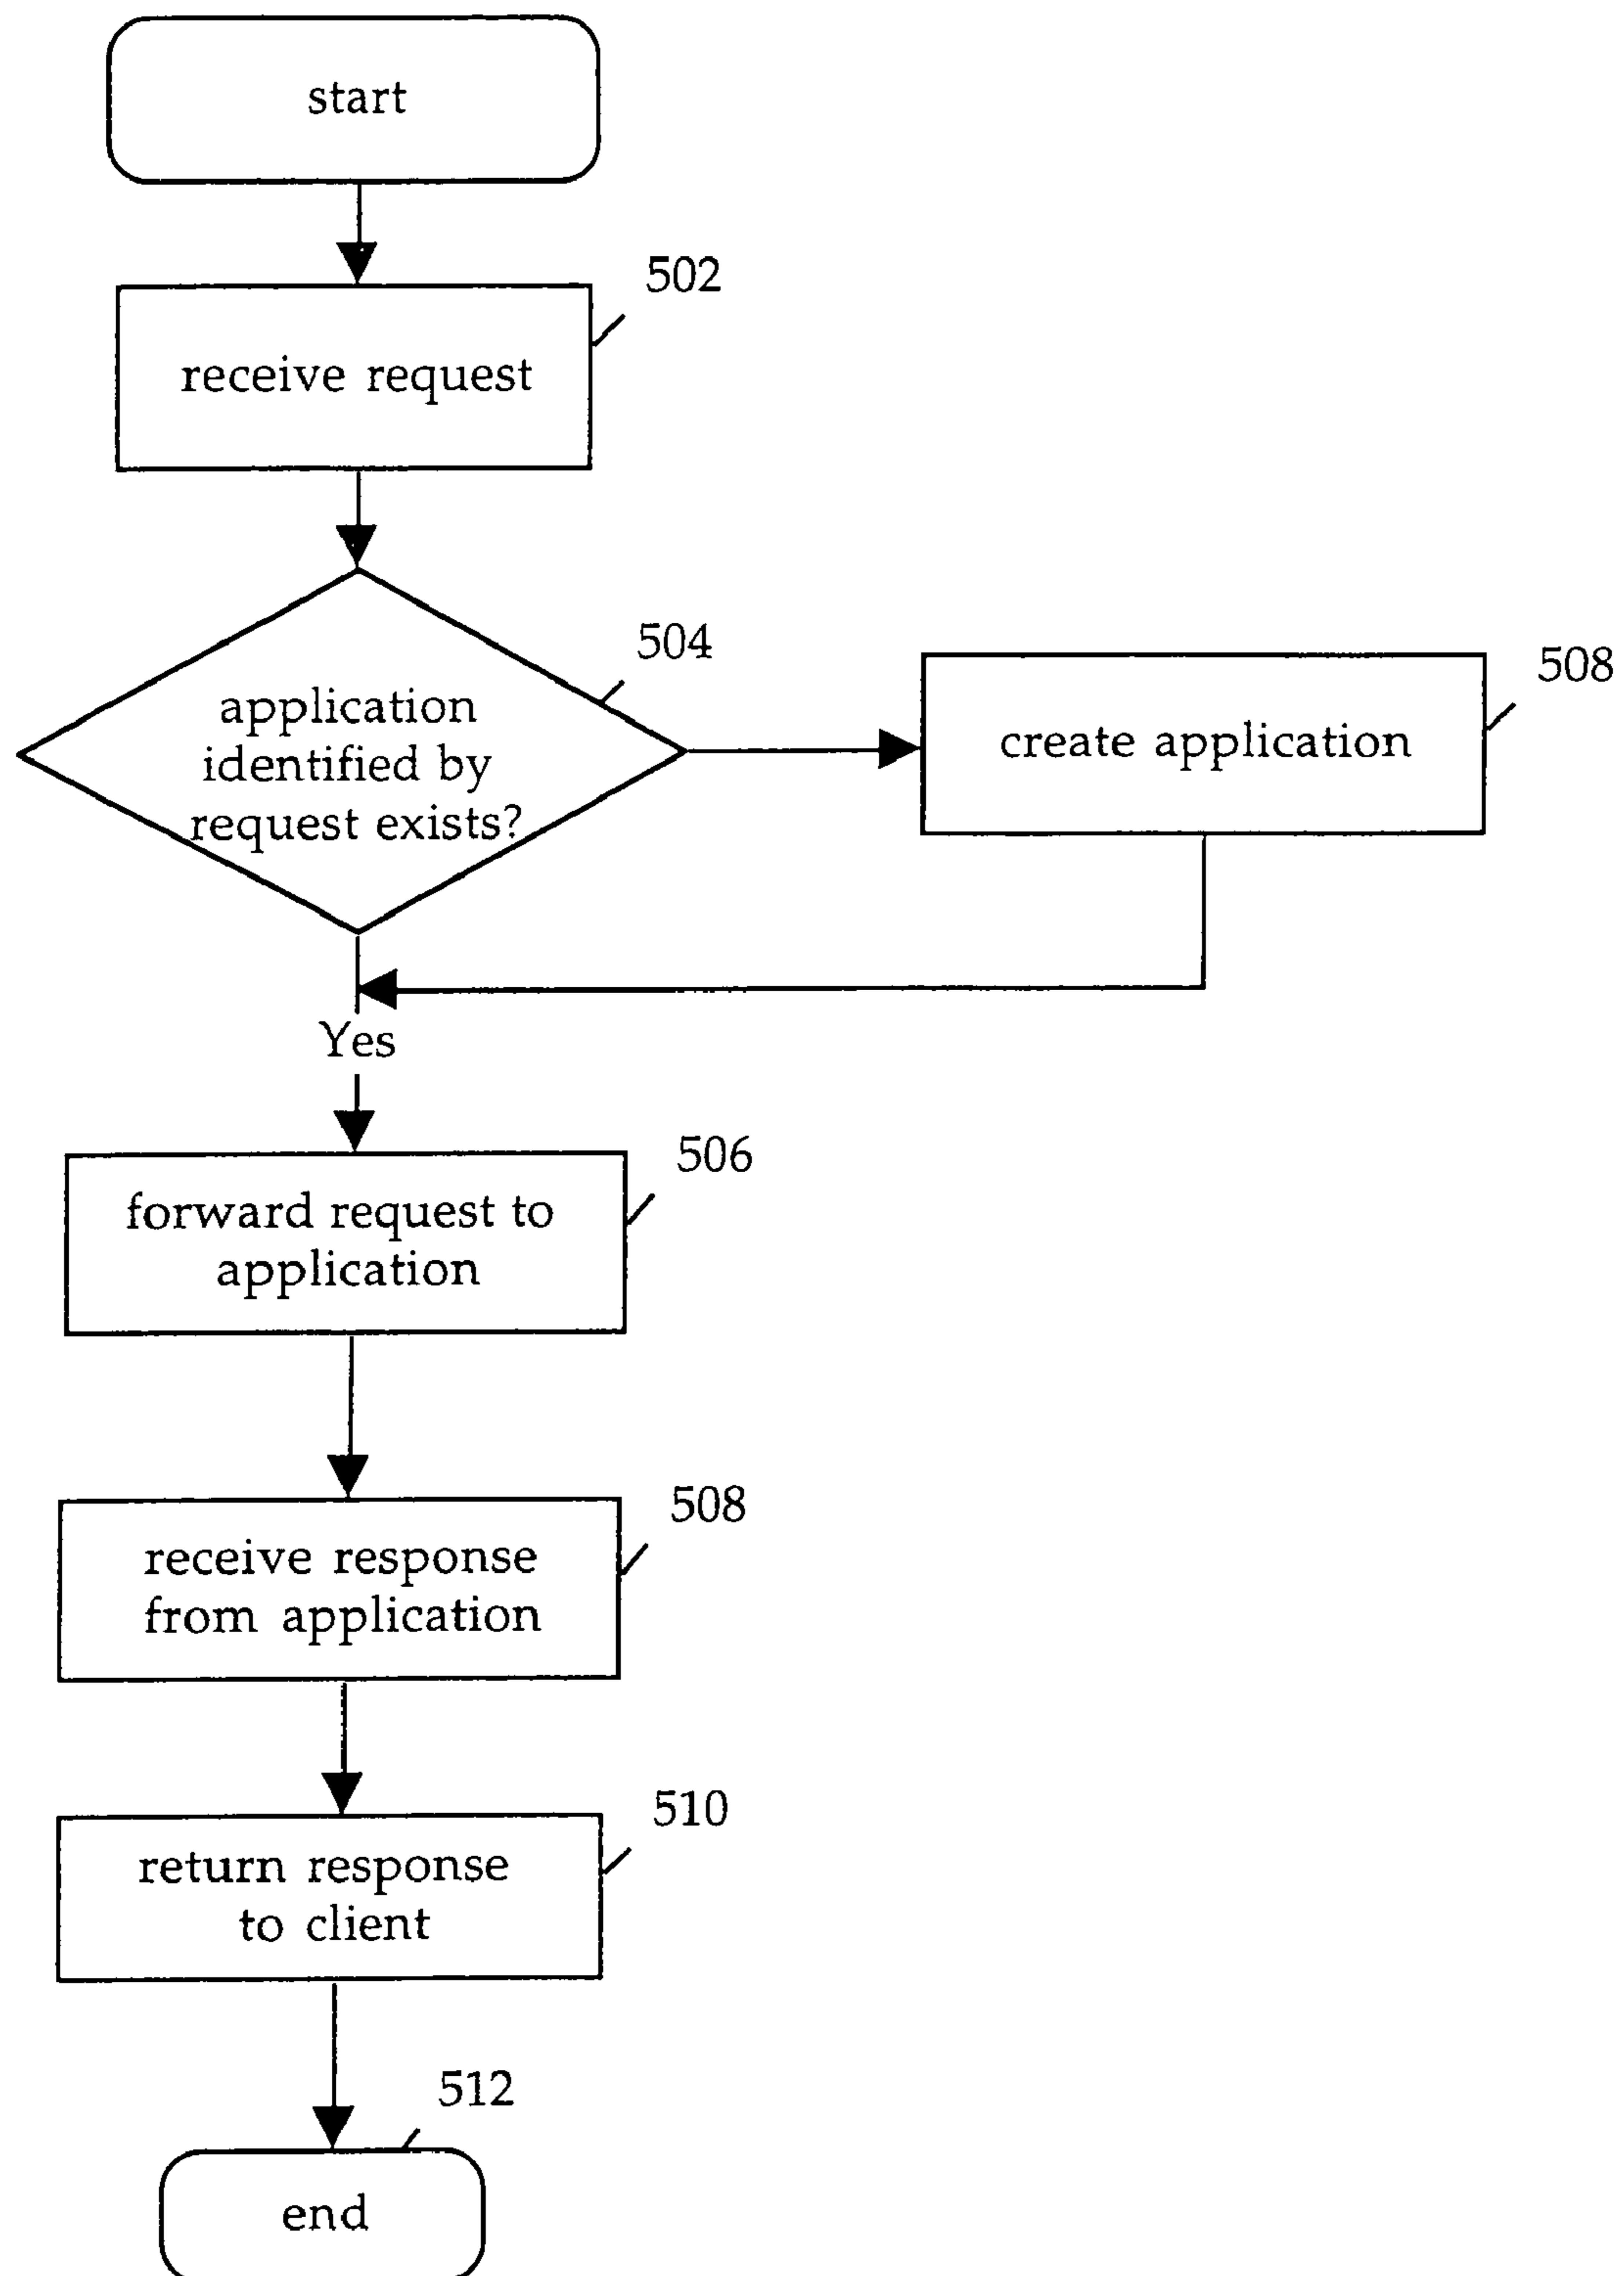 start
502
receive request
504
application
identified by
request exists?
508
create application
Yes
506
forward request to
application
508
receive response
from application
510
return response
to client
512
end